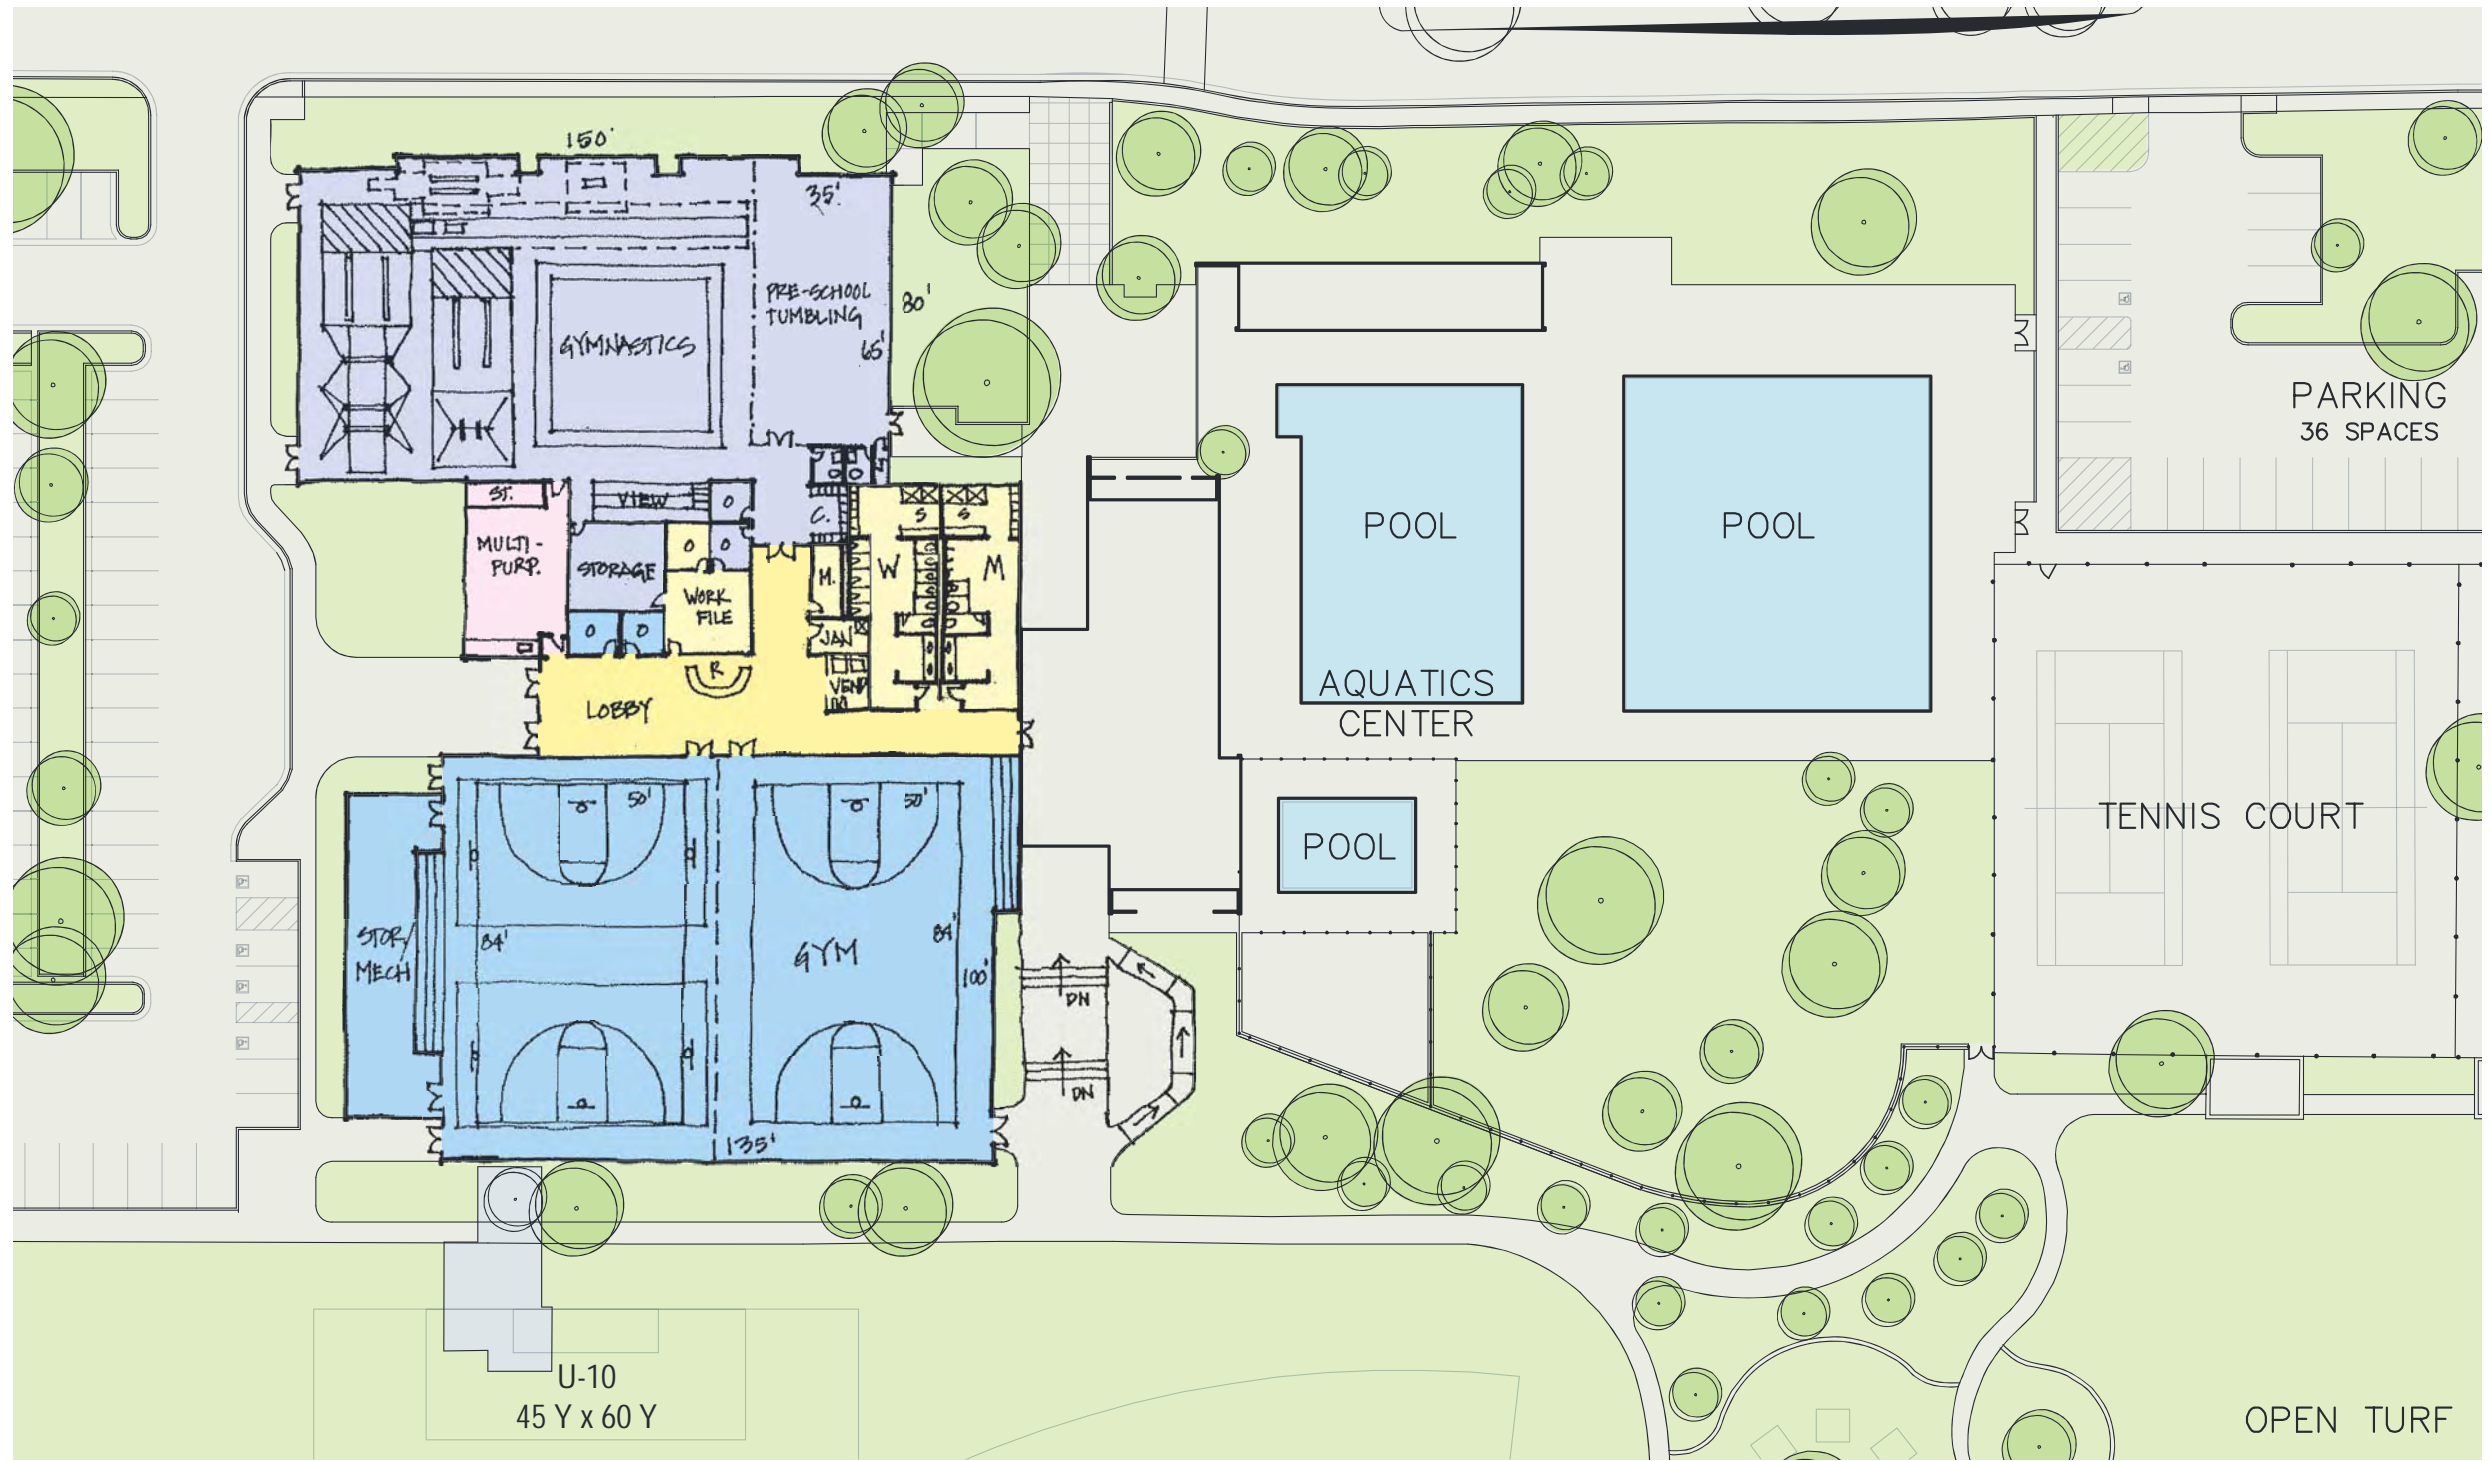 150'
35'
PRE-SCHOOL
TUMBLING
80'
65'
GYMNASTICS
PARKING
36 SPACES
ST.
VIEW
O
C.
S
S
MULTI-
PURP.
STORAGE
O
O
M.
W
M
POOL
POOL
WORK
FILE
O
O
JAN
R
VEND
LOBBY
AQUATICS
CENTER
50'
50'
TENNIS COURT
POOL
STOR/
MECH
84'
GYM
84'
100'
DN
DN
135'
U-10
45 Y x 60 Y
OPEN TURF